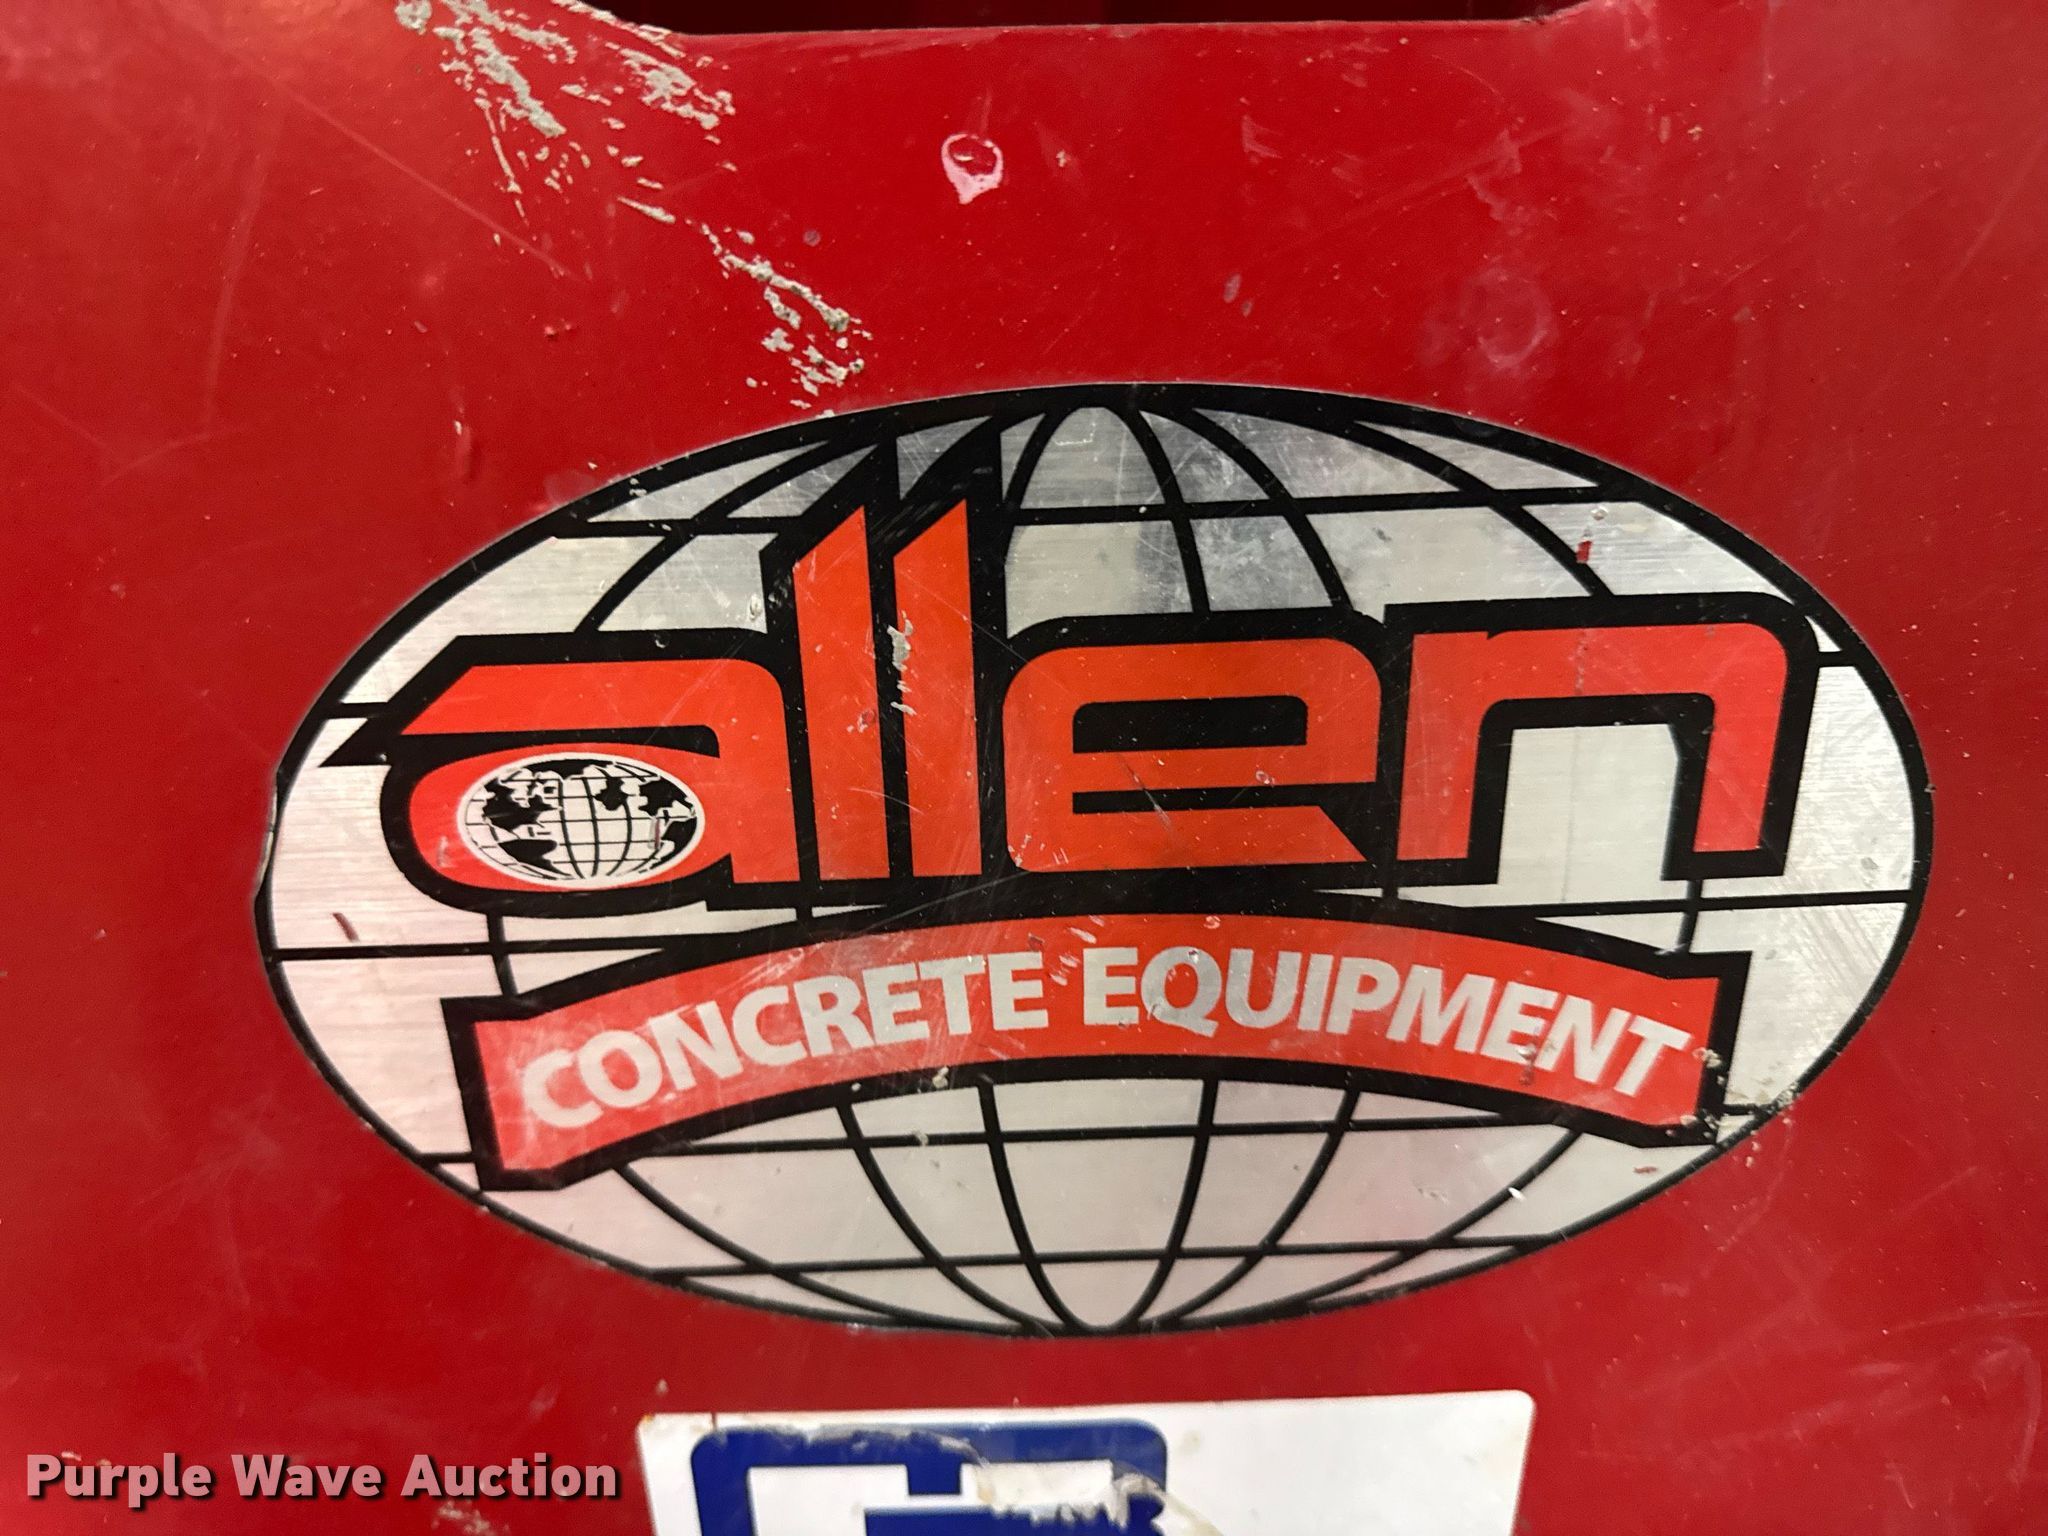 allen
CONCRETE EQUIPMENT
Purple Wave Auction